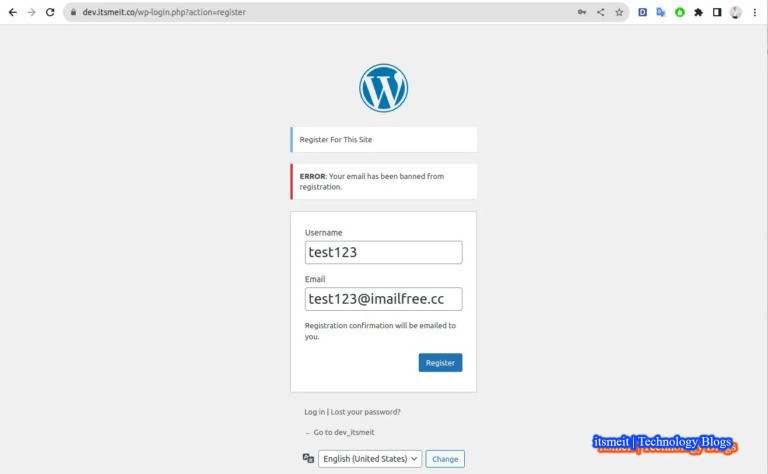 dev.itsmeit.co/wp-login.php?action=register
Register For This Site
ERROR: Your email has been banned from
registration.
Username
test123
Email
test123@imailfree.cc
Registration confirmation will be emailed to
you.
Register
Log in | Lost your password?
← Go to dev_itsmeit
English (United States)
Change
itsmeit | Technology Blogs